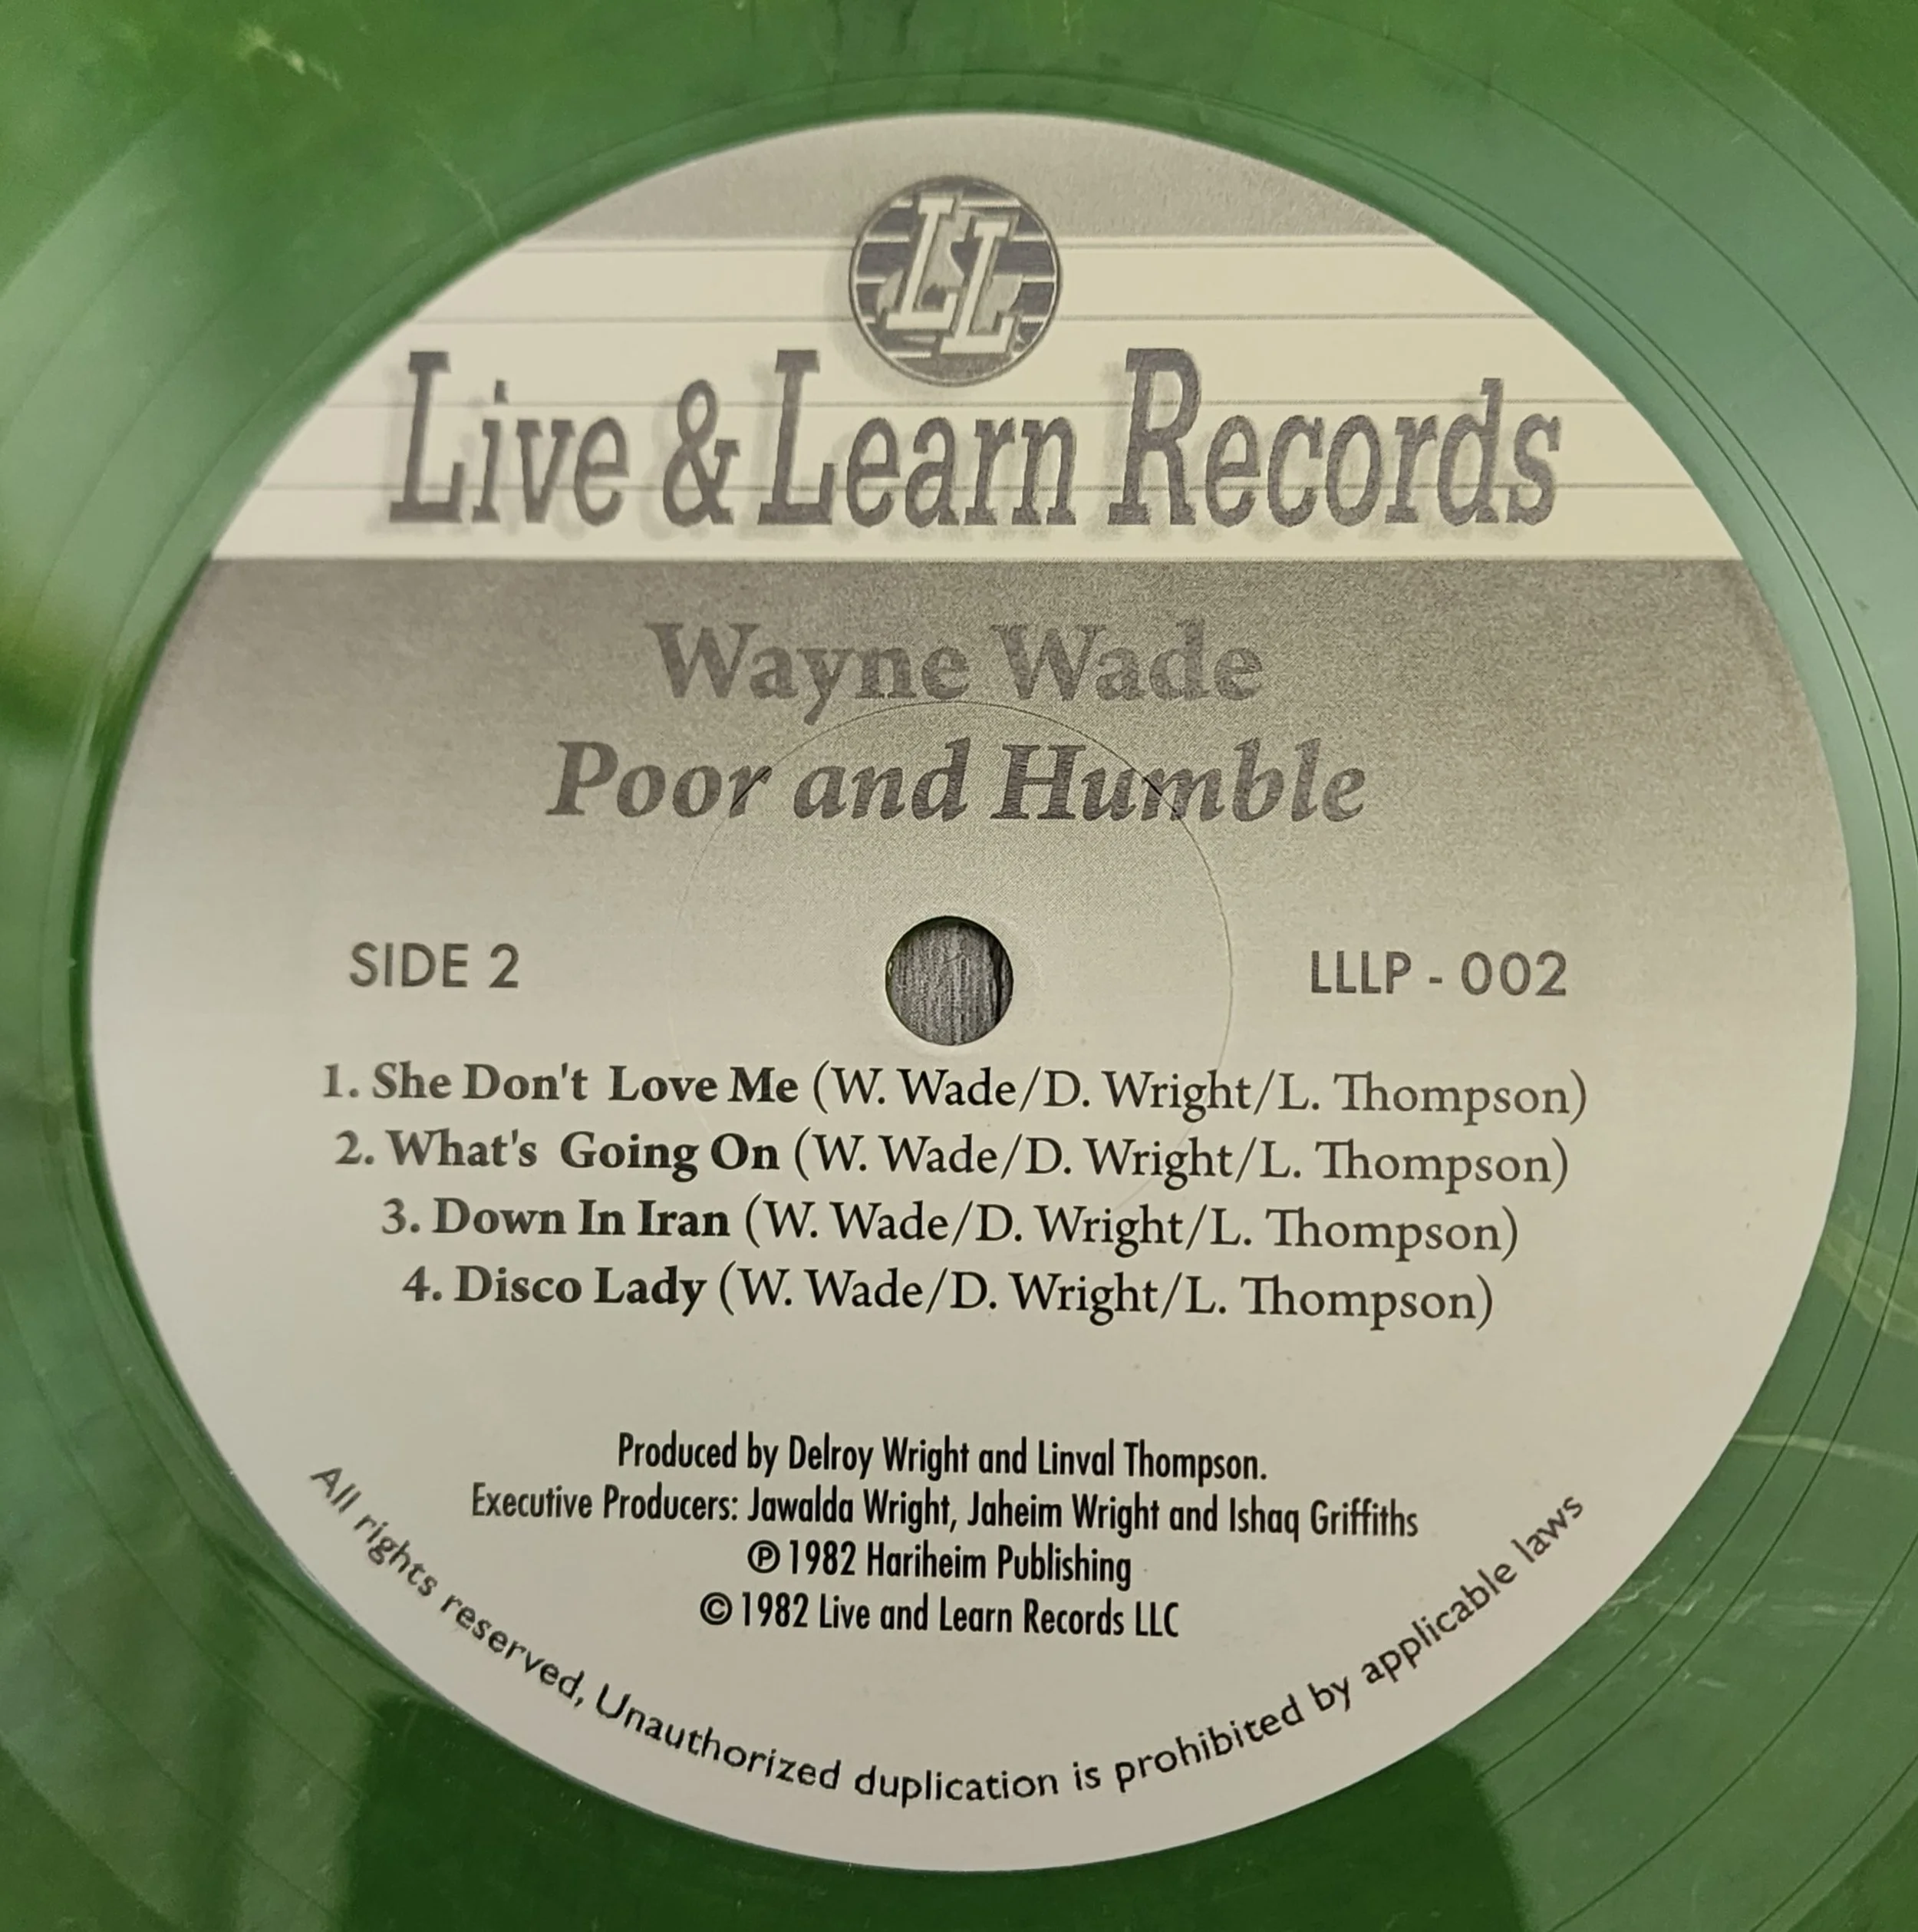 LL
Live & Learn Records
Wayne Wade
Poor and Humble
SIDE 2
LLLP - 002
1. She Don't Love Me (W. Wade/D. Wright/L. Thompson)
2. What's Going On (W. Wade/D. Wright/L. Thompson)
3. Down In Iran (W. Wade/D. Wright/L. Thompson)
4. Disco Lady (W. Wade/D. Wright/L. Thompson)
Produced by Delroy Wright and Linval Thompson.
Executive Producers: Jawalda Wright, Jaheim Wright and Ishaq Griffiths
℗ 1982 Hariheim Publishing
© 1982 Live and Learn Records LLC
All rights reserved, Unauthorized duplication is prohibited by applicable laws